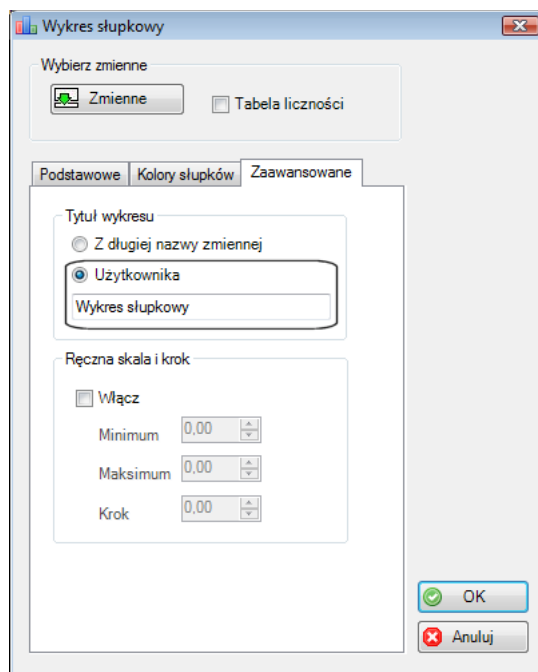 Wykres słupkowy
Wybierz zmienne
Zmienne
Tabela liczności
Podstawowe Kolory słupków Zaawansowane
Tytuł wykresu
Z długiej nazwy zmiennej
Użytkownika
Wykres słupkowy
Ręczna skala i krok
Włącz
Minimum 0,00
Maksimum 0,00
Krok 0,00
OK
Anuluj